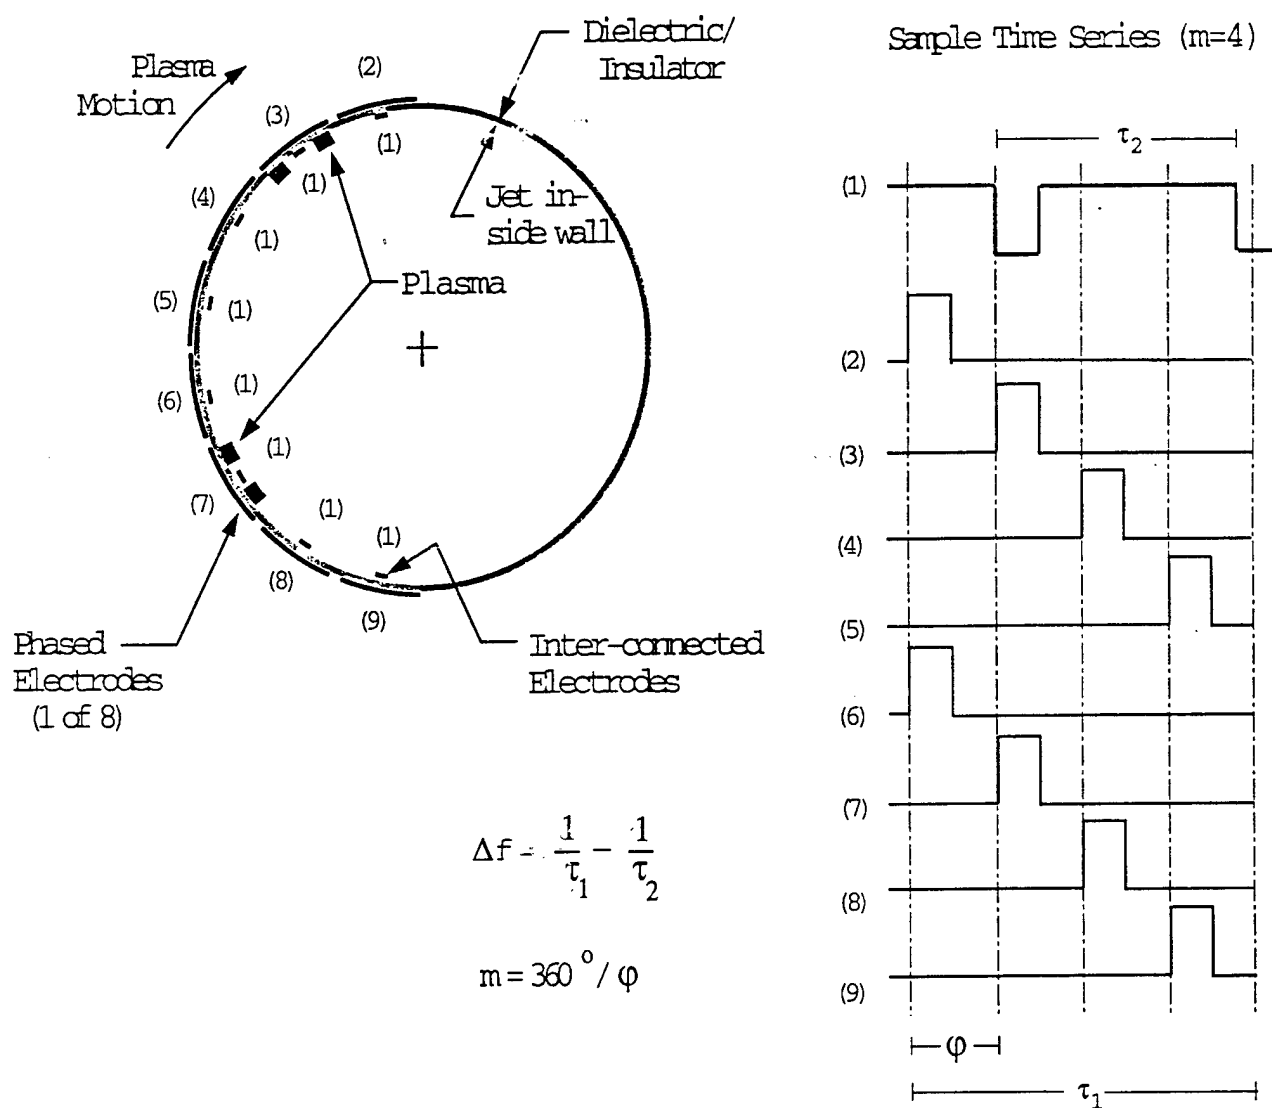 Sample Time Series (m=4)
Dielectric/
Insulator
Plasma
Motion
(2)
(3)
(1)
(1)
(4)
(1)
Jet in-
side wall
(5)
(1)
Plasma
(6)
(1)
(1)
(7)
(1)
(1)
(8)
(9)
Phased
Electrodes
(1 of 8)
Inter-connected
Electrodes
Δf = 1/τ₁ − 1/τ₂
m = 360° / φ
τ₂
(1)
(2)
(3)
(4)
(5)
(6)
(7)
(8)
(9)
φ
τ₁